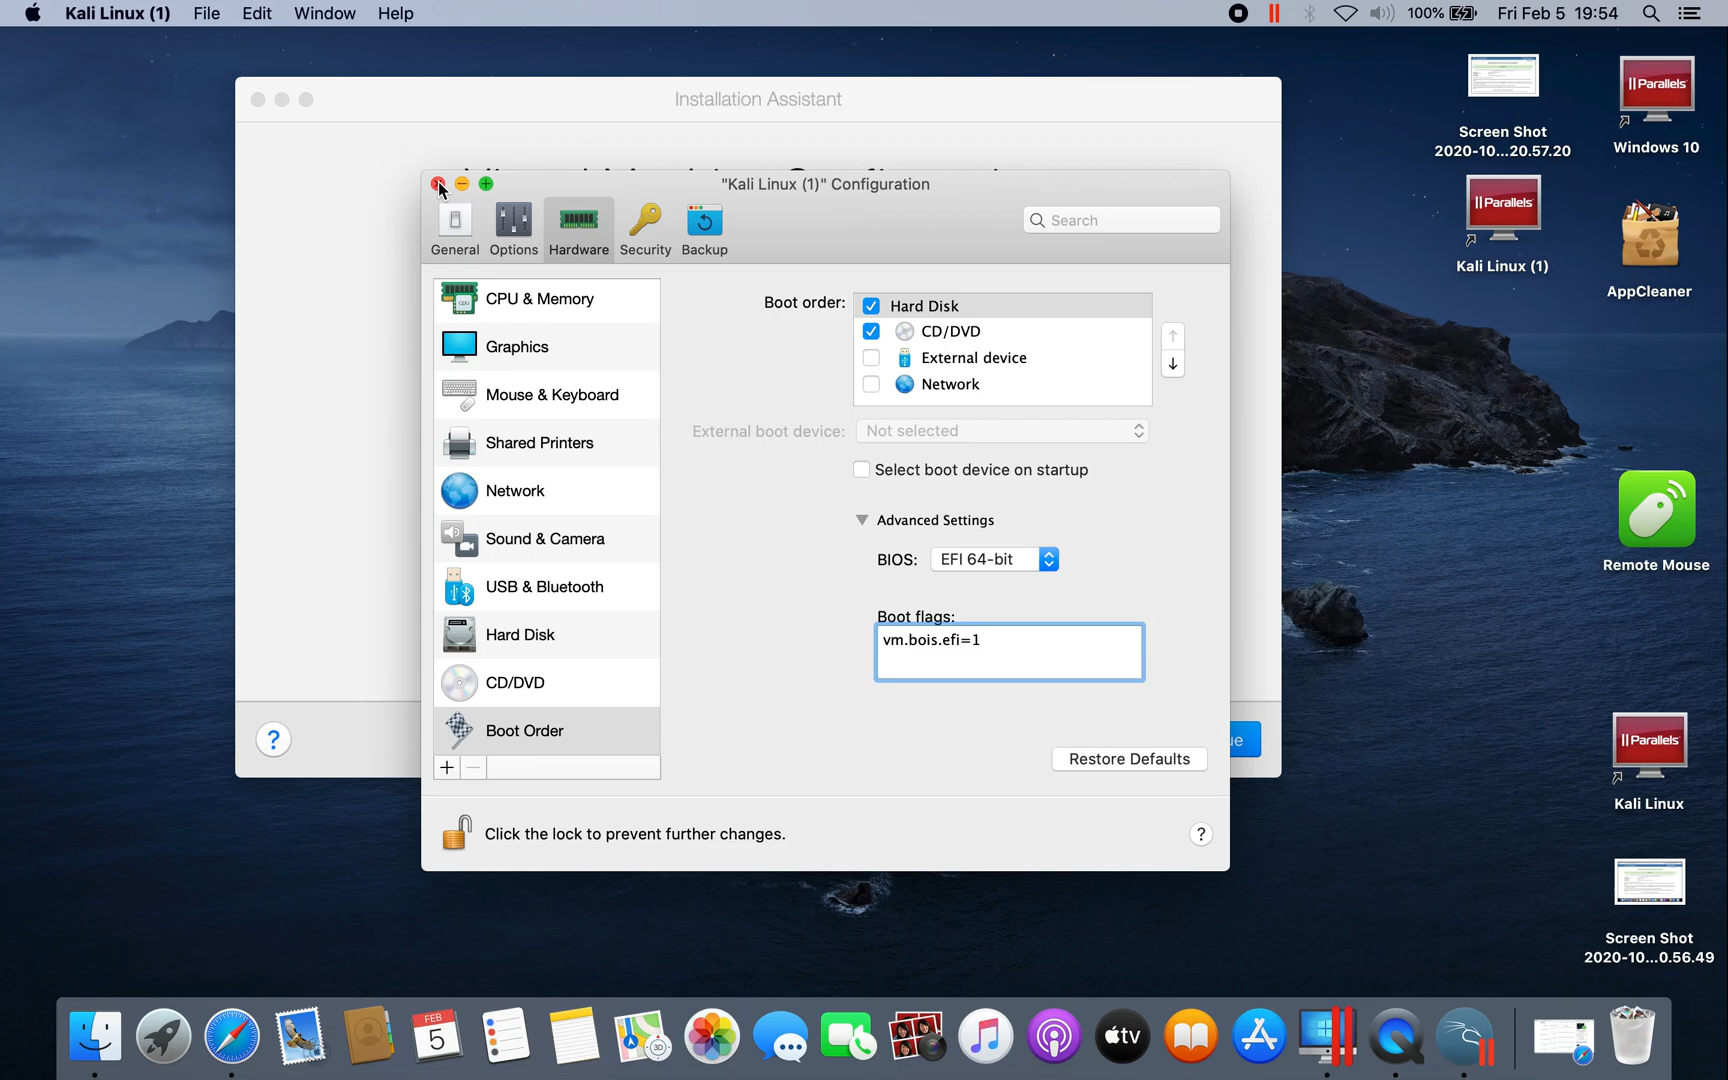 Kali Linux (1) File Edit Window Help 100% Fri Feb 5 19:54
Installation Assistant
"Kali Linux (1)" Configuration
General Options Hardware Security Backup
Search
CPU & Memory
Graphics
Mouse & Keyboard
Shared Printers
Network
Sound & Camera
USB & Bluetooth
Hard Disk
CD/DVD
Boot Order
Boot order:
Hard Disk
CD/DVD
External device
Network
External boot device: Not selected
Select boot device on startup
Advanced Settings
BIOS: EFI 64-bit
Boot flags:
vm.bois.efi=1
Restore Defaults
Click the lock to prevent further changes.
?
?
ue
Screen Shot
2020-10...20.57.20
|| Parallels
Windows 10
|| Parallels
Kali Linux (1)
AppCleaner
Remote Mouse
|| Parallels
Kali Linux
Screen Shot
2020-10...0.56.49
FEB
5
3D
tv